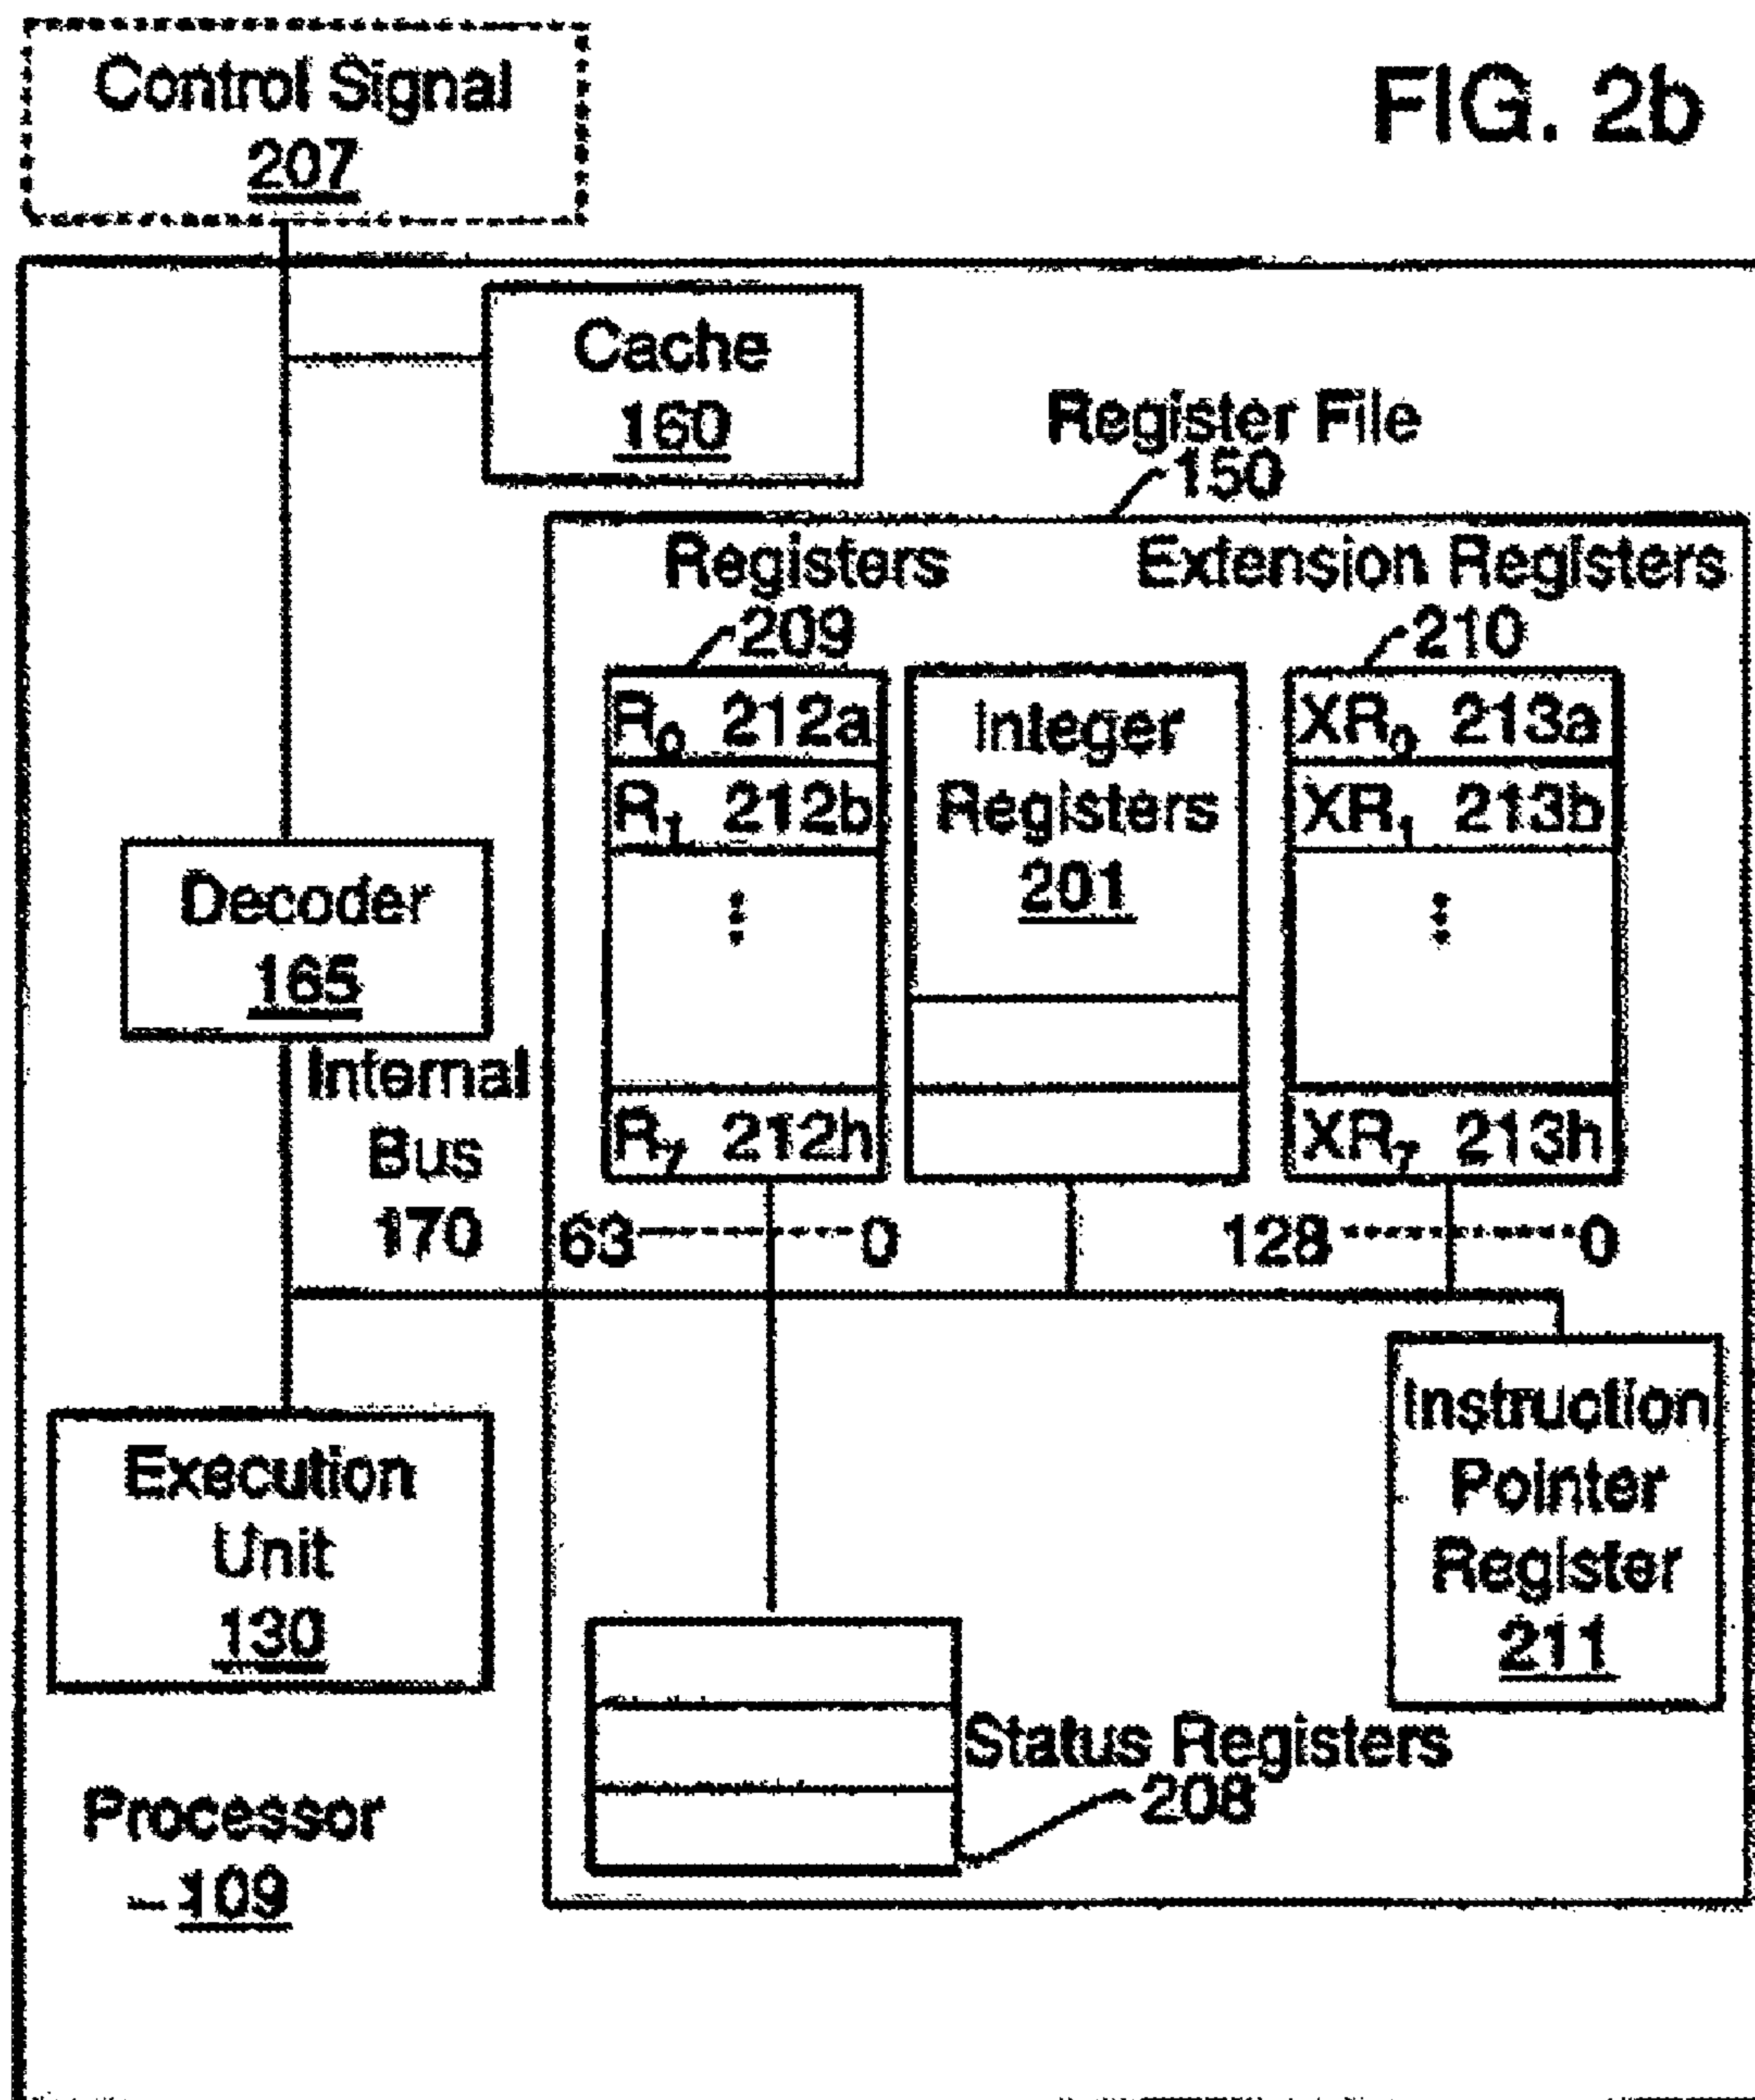 Control Signal
207
FIG. 2b
Cache
160
Register File
150
Registers
209
Extension Registers
210
R0 212a
R1 212b
R7 212h
Integer
Registers
201
XR0 213a
XR1 213b
XR7 213h
Decoder
165
Internal
Bus
170
63 0
128 0
Execution
Unit
130
Instruction
Pointer
Register
211
Status Registers
208
Processor
109